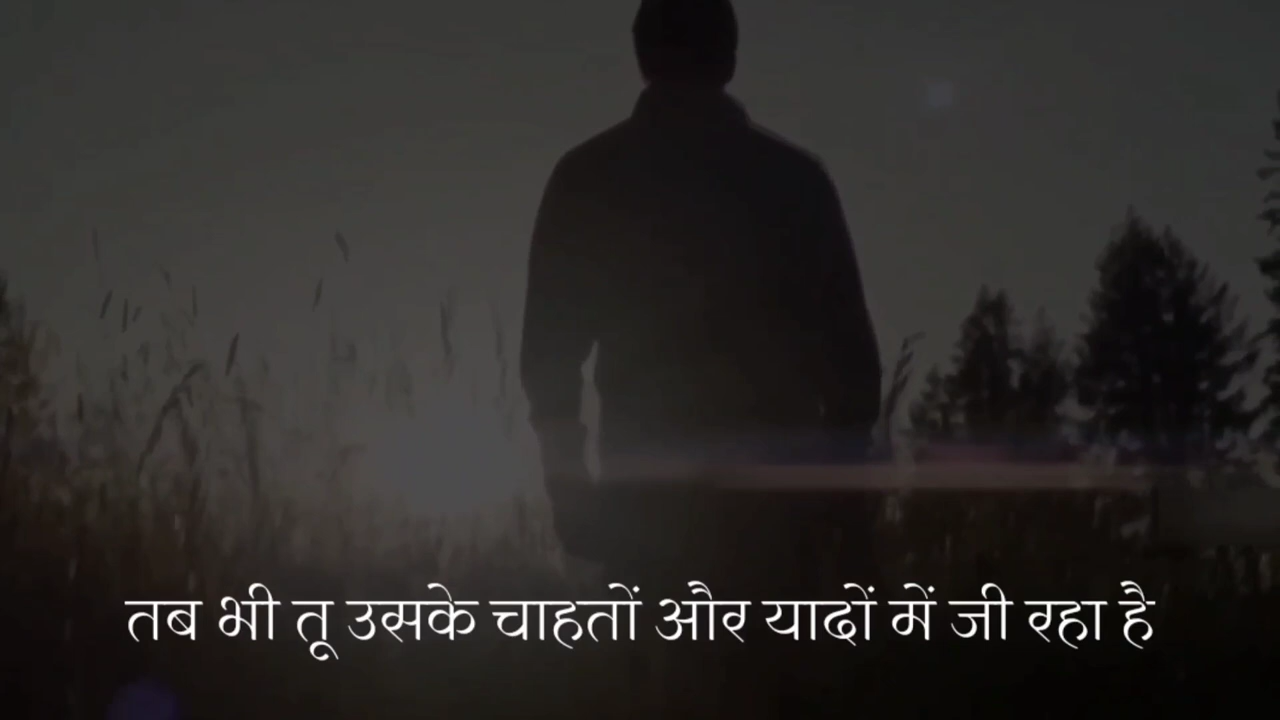 तब भी तू उसके चाहतों और यादों में जी रहा है